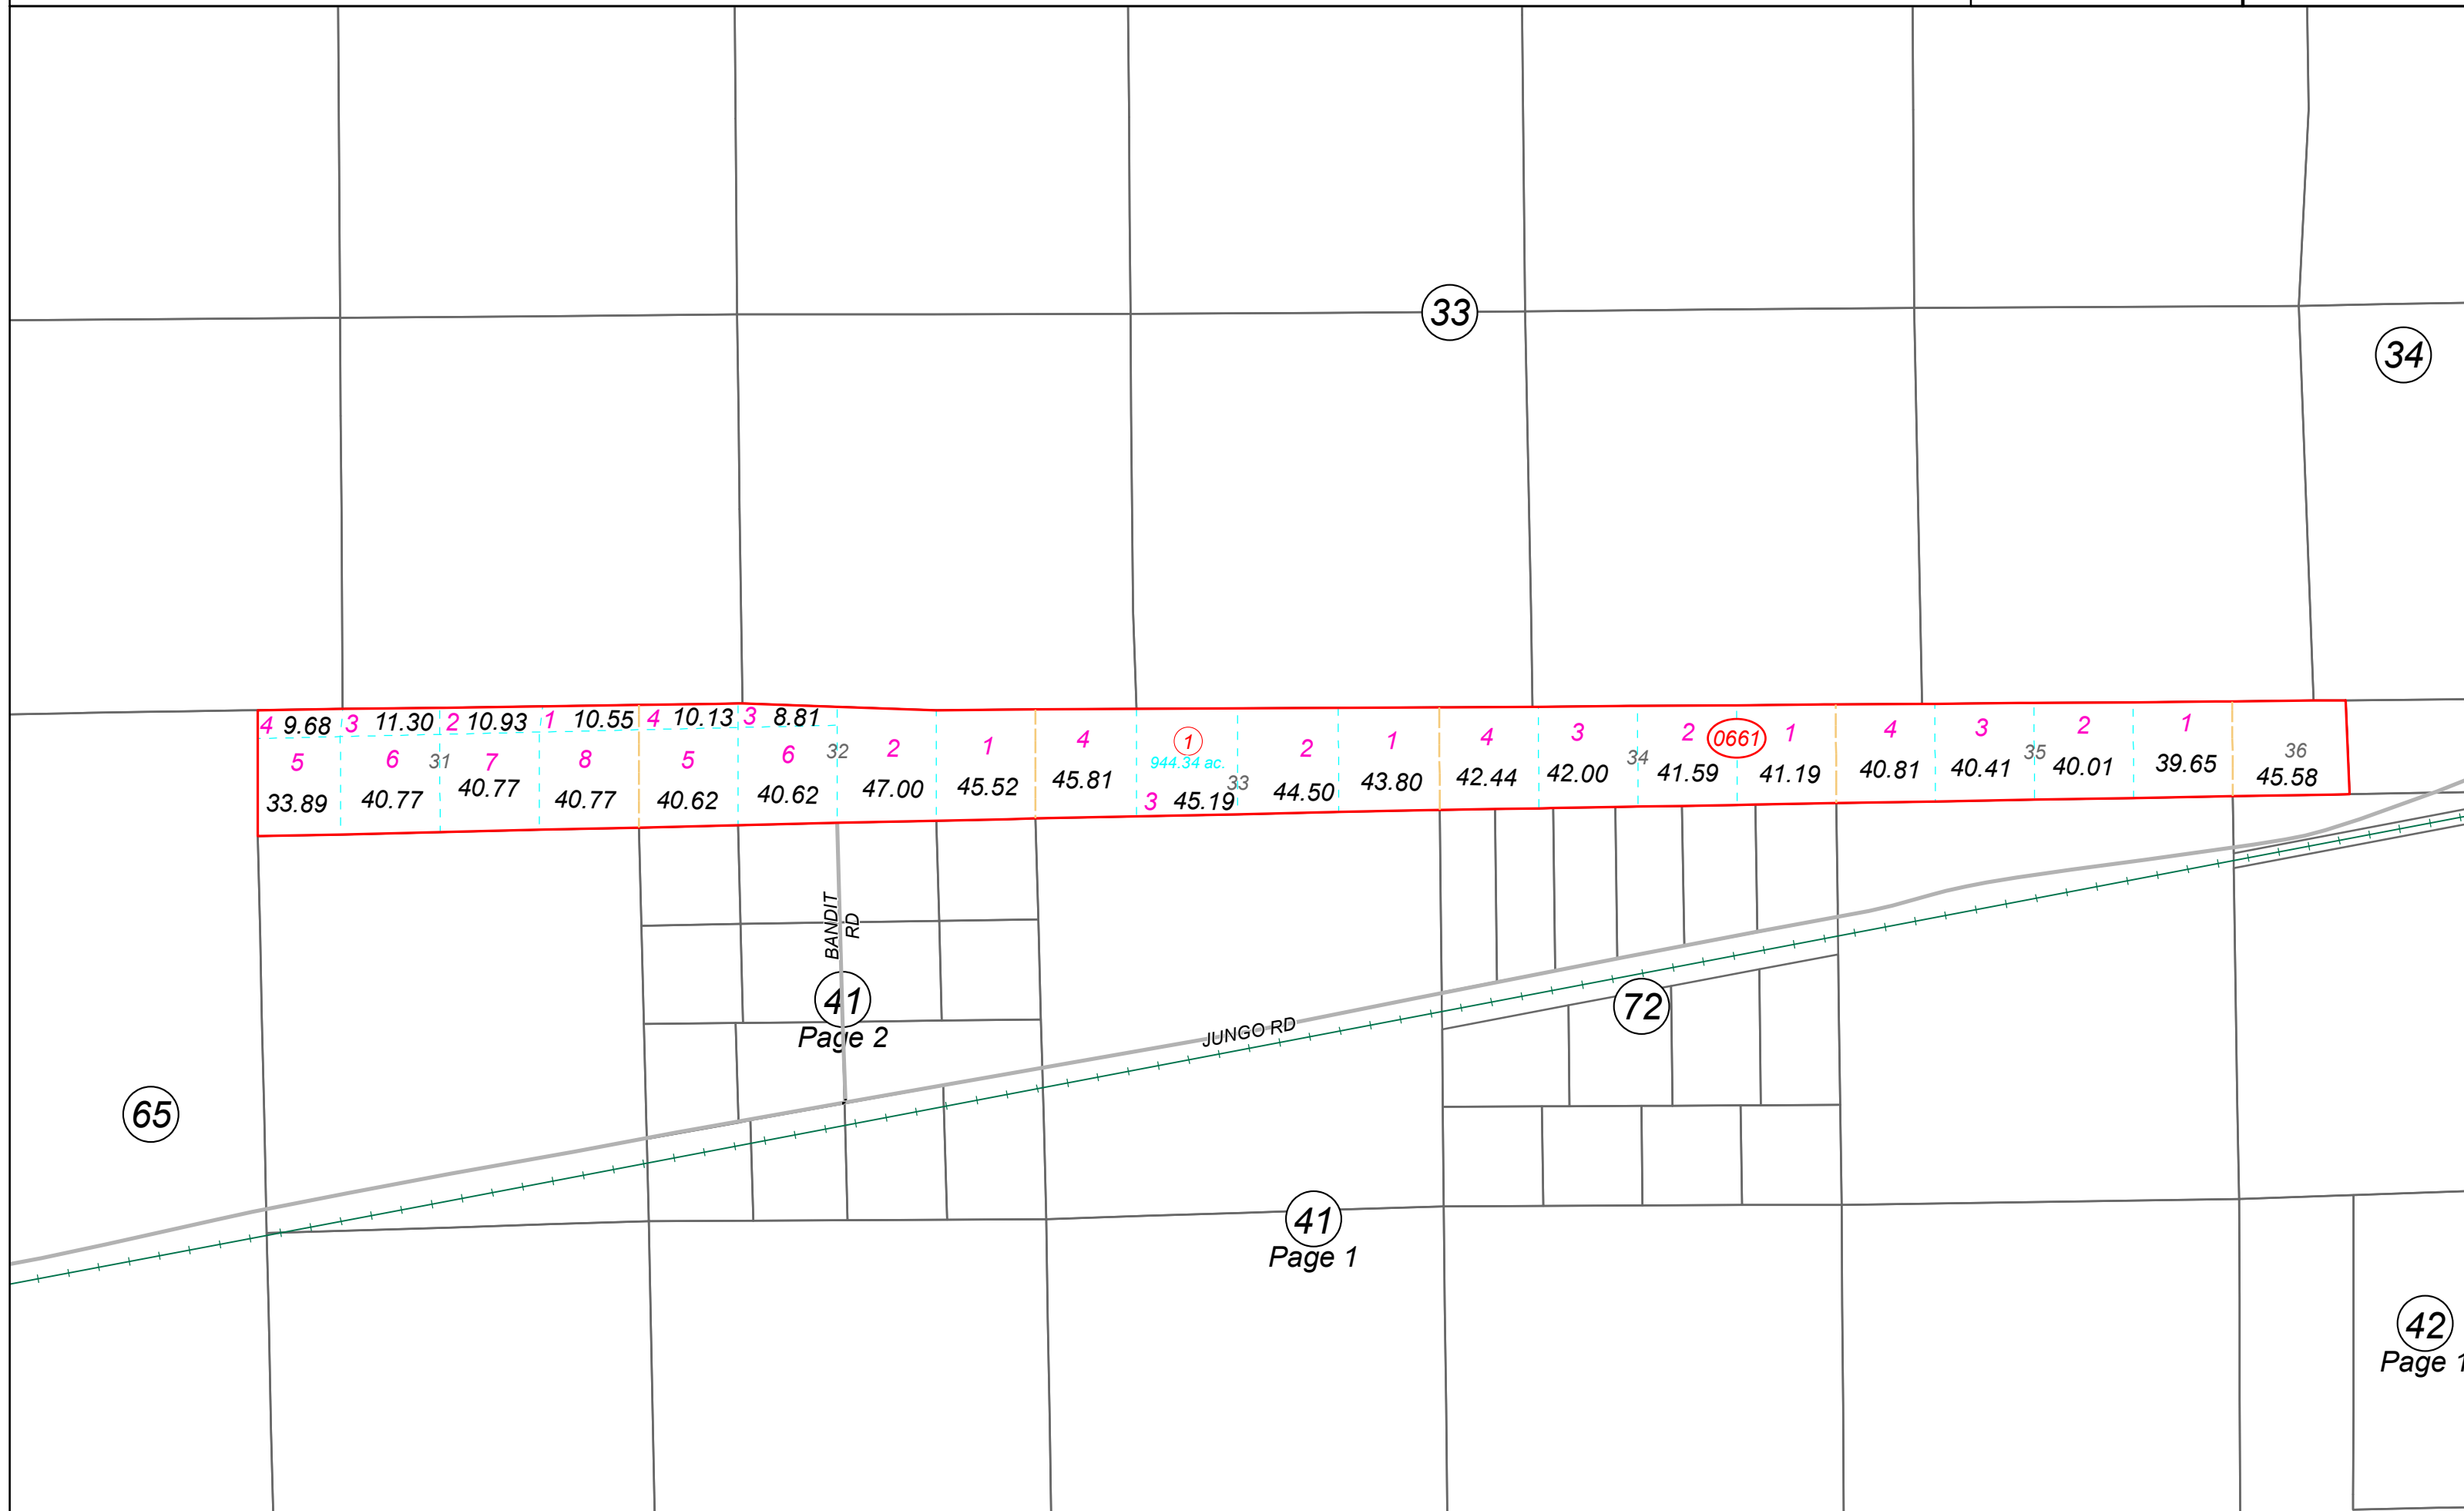 33
34
4 9.68 3 11.30 2 10.93 1 10.55 4 10.13 3 8.81
5 6 31 7 8 5 6 32 2 1 4 1 2 1 4 3 34 2 0661 1 4 3 35 2 1 36
944.34 ac.
33
33.89 40.77 40.77 40.77 40.62 40.62 47.00 45.52 45.81 3 45.19 44.50 43.80 42.44 42.00 41.59 41.19 40.81 40.41 40.01 39.65 45.58
BANDIT
RD
41
Page 2
72
JUNGO RD
65
41
Page 1
42
Page 1